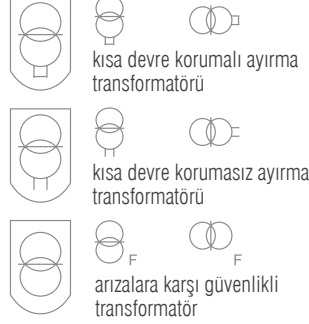 kısa devre korumalı ayırma
transformatörü
kısa devre korumasız ayırma
transformatörü
F
F
arızalara karşı güvenlikli
transformatör